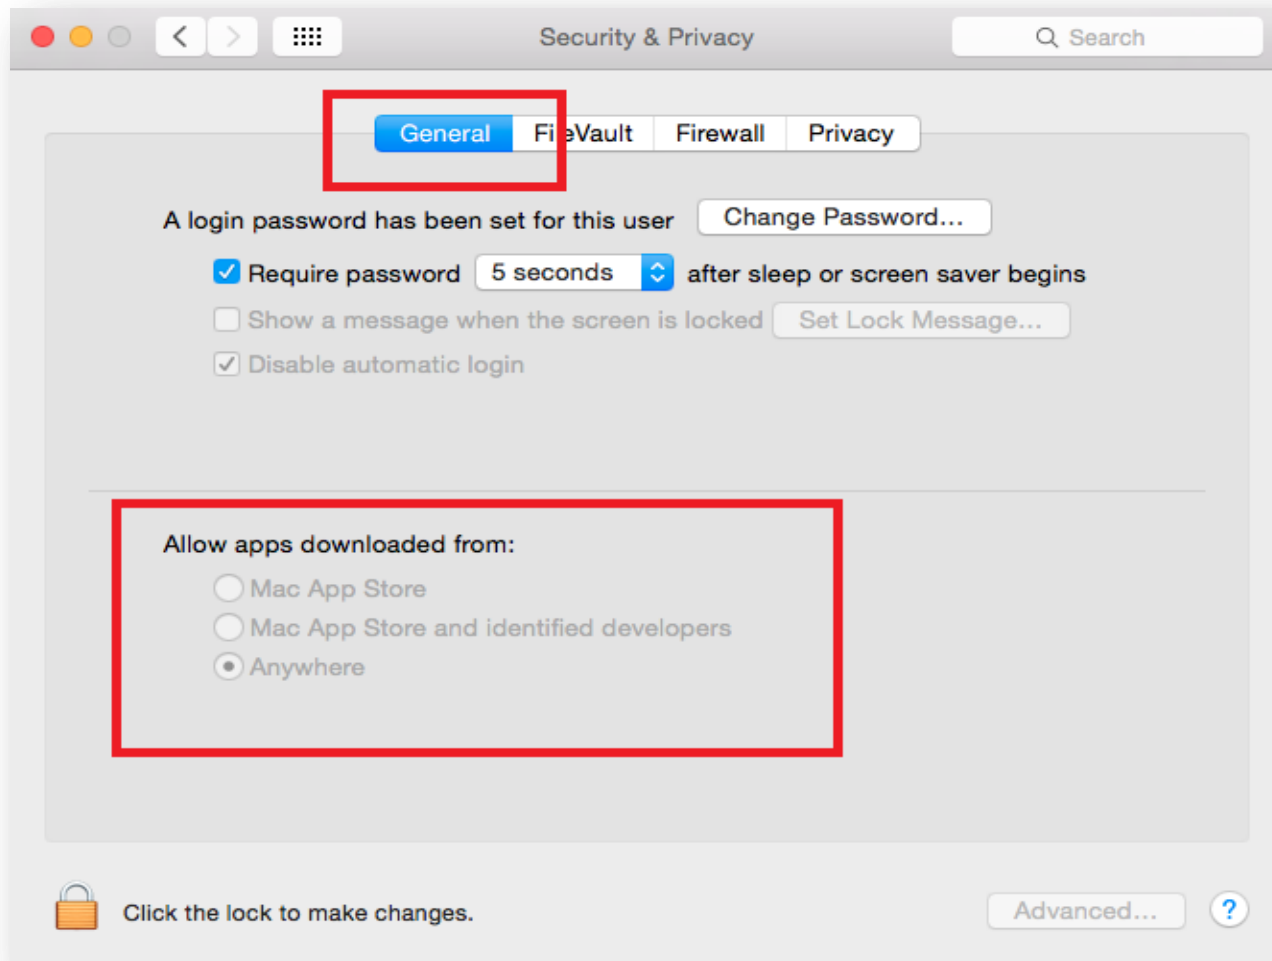 Security & Privacy Search
General FileVault Firewall Privacy
A login password has been set for this user Change Password...
Require password 5 seconds after sleep or screen saver begins
Show a message when the screen is locked Set Lock Message...
Disable automatic login
Allow apps downloaded from:
Mac App Store
Mac App Store and identified developers
Anywhere
Click the lock to make changes. Advanced... ?